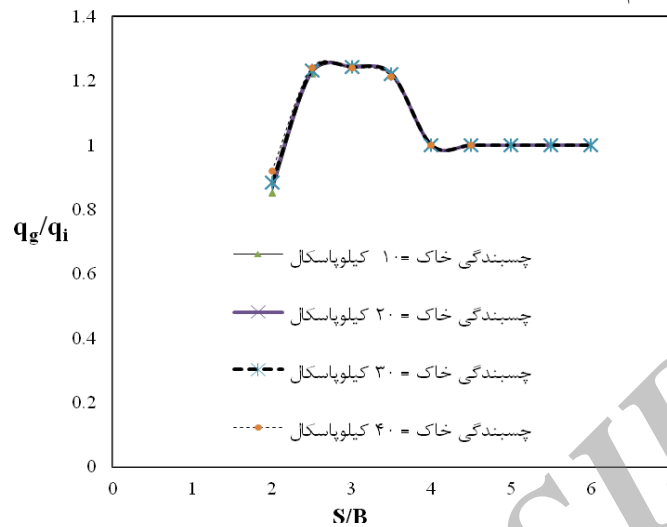 1.4
1.2
1
0.8
q_g/q_i
0.6
0.4
0.2
0
چسبندگی خاک =۱۰ کیلوپاسکال
چسبندگی خاک = ۲۰ کیلوپاسکال
چسبندگی خاک = ۳۰ کیلوپاسکال
چسبندگی خاک = ۴۰ کیلوپاسکال
0 1 2 3 4 5 6
S/B
SID